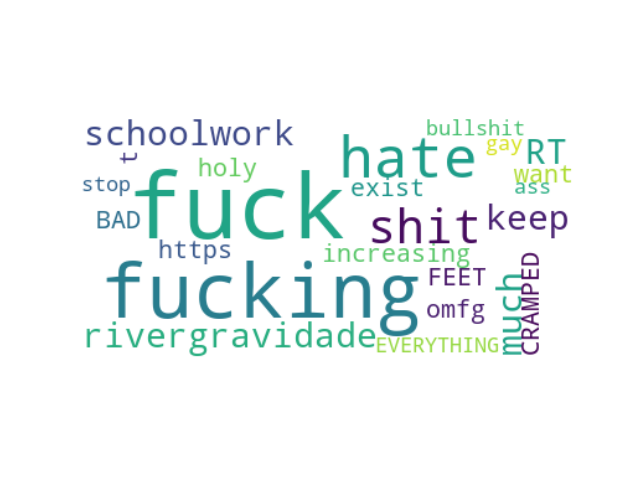 schoolwork
bullshit
gay
RT
t
holy
hate
want
stop
fuck
exist
ass
BAD
shit
keep
https
increasing
fucking
FEET
much
CRAMPED
omfg
rivergravidade
EVERYTHING